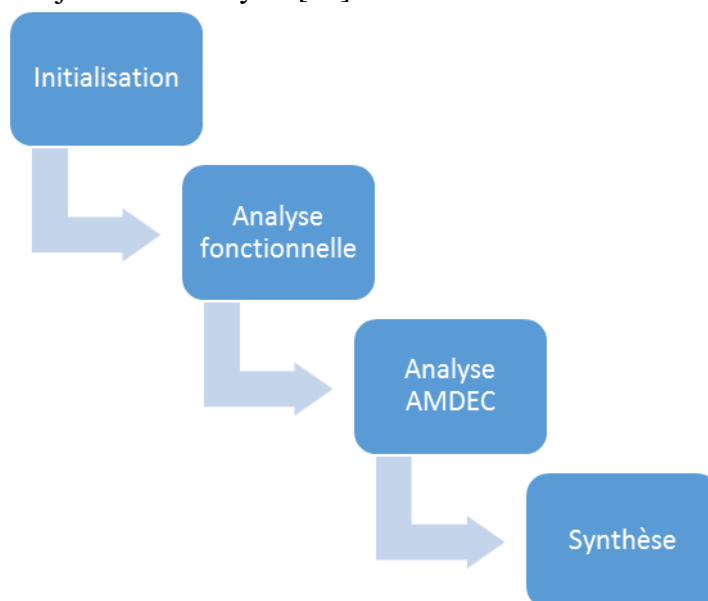 Initialisation
Analyse
fonctionnelle
Analyse
AMDEC
Synthèse